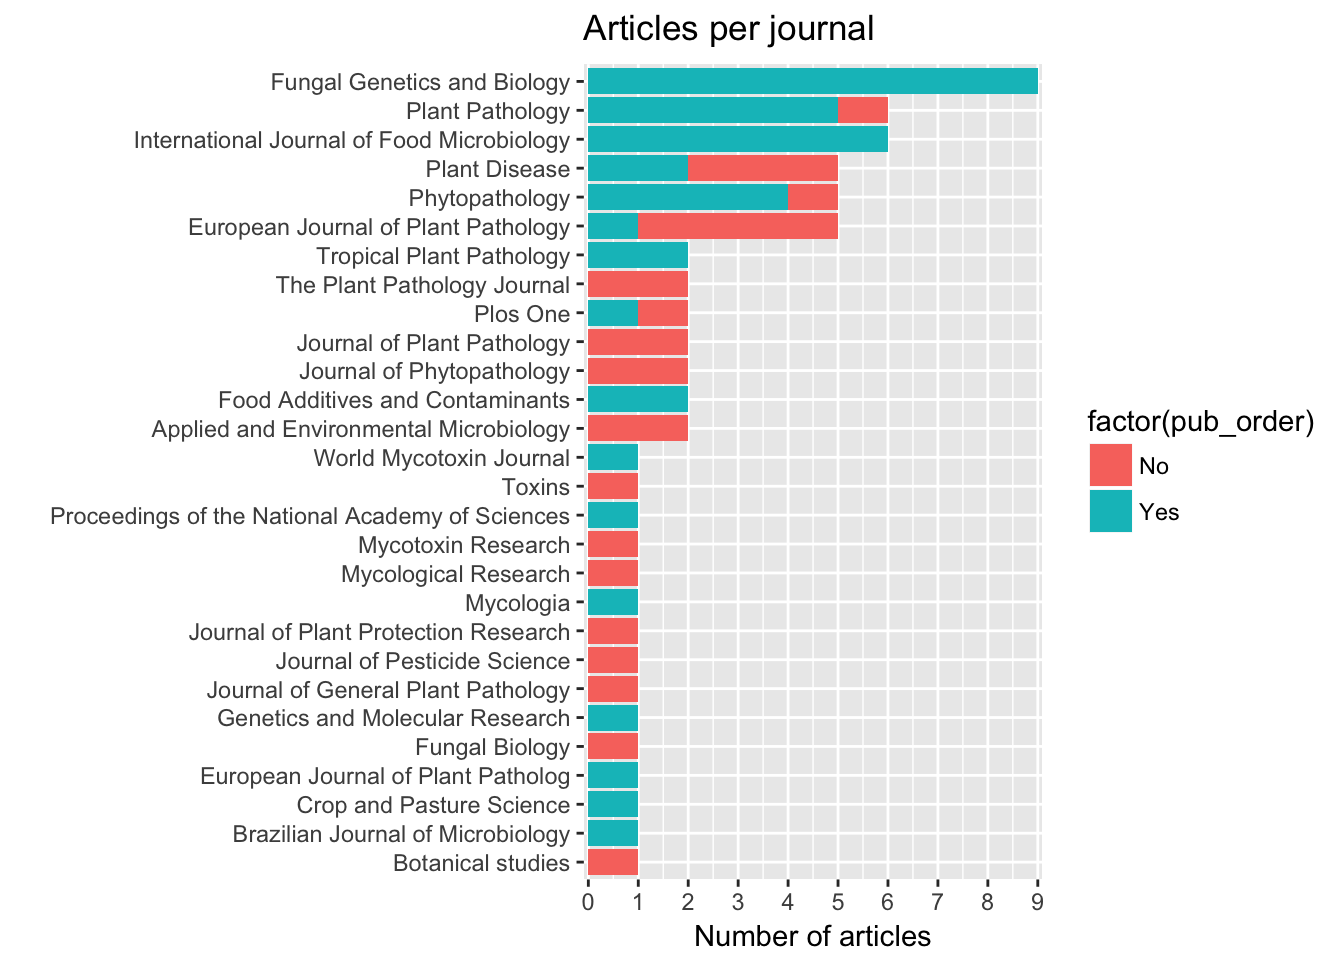 Articles per journal
Fungal Genetics and Biology
Plant Pathology
International Journal of Food Microbiology
Plant Disease
Phytopathology
European Journal of Plant Pathology
Tropical Plant Pathology
The Plant Pathology Journal
Plos One
Journal of Plant Pathology
Journal of Phytopathology
Food Additives and Contaminants
Applied and Environmental Microbiology
World Mycotoxin Journal
Toxins
Proceedings of the National Academy of Sciences
Mycotoxin Research
Mycological Research
Mycologia
Journal of Plant Protection Research
Journal of Pesticide Science
Journal of General Plant Pathology
Genetics and Molecular Research
Fungal Biology
European Journal of Plant Patholog
Crop and Pasture Science
Brazilian Journal of Microbiology
Botanical studies
0 1 2 3 4 5 6 7 8 9
Number of articles
factor(pub_order)
No
Yes